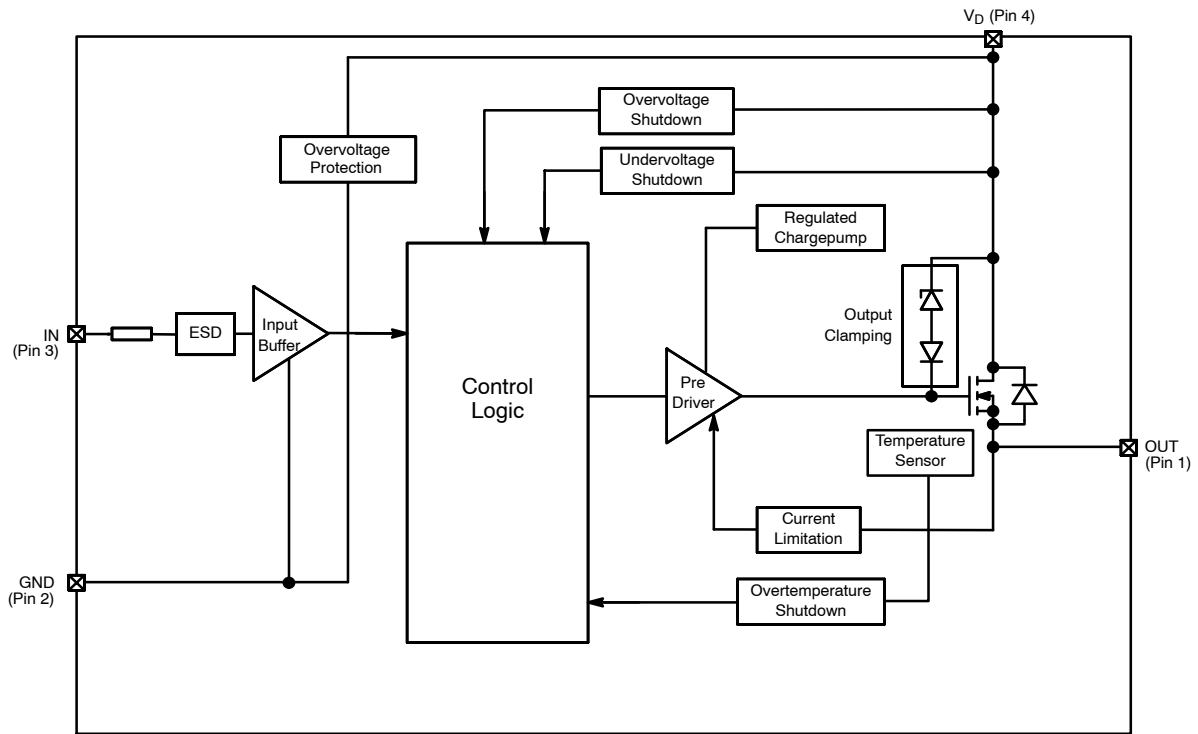 V_D (Pin 4)
Overvoltage
Shutdown
Overvoltage
Protection
Undervoltage
Shutdown
Regulated
Chargepump
IN
(Pin 3)
ESD
Input
Buffer
Output
Clamping
Control
Logic
Pre
Driver
Temperature
Sensor
OUT
(Pin 1)
Current
Limitation
GND
(Pin 2)
Overtemperature
Shutdown